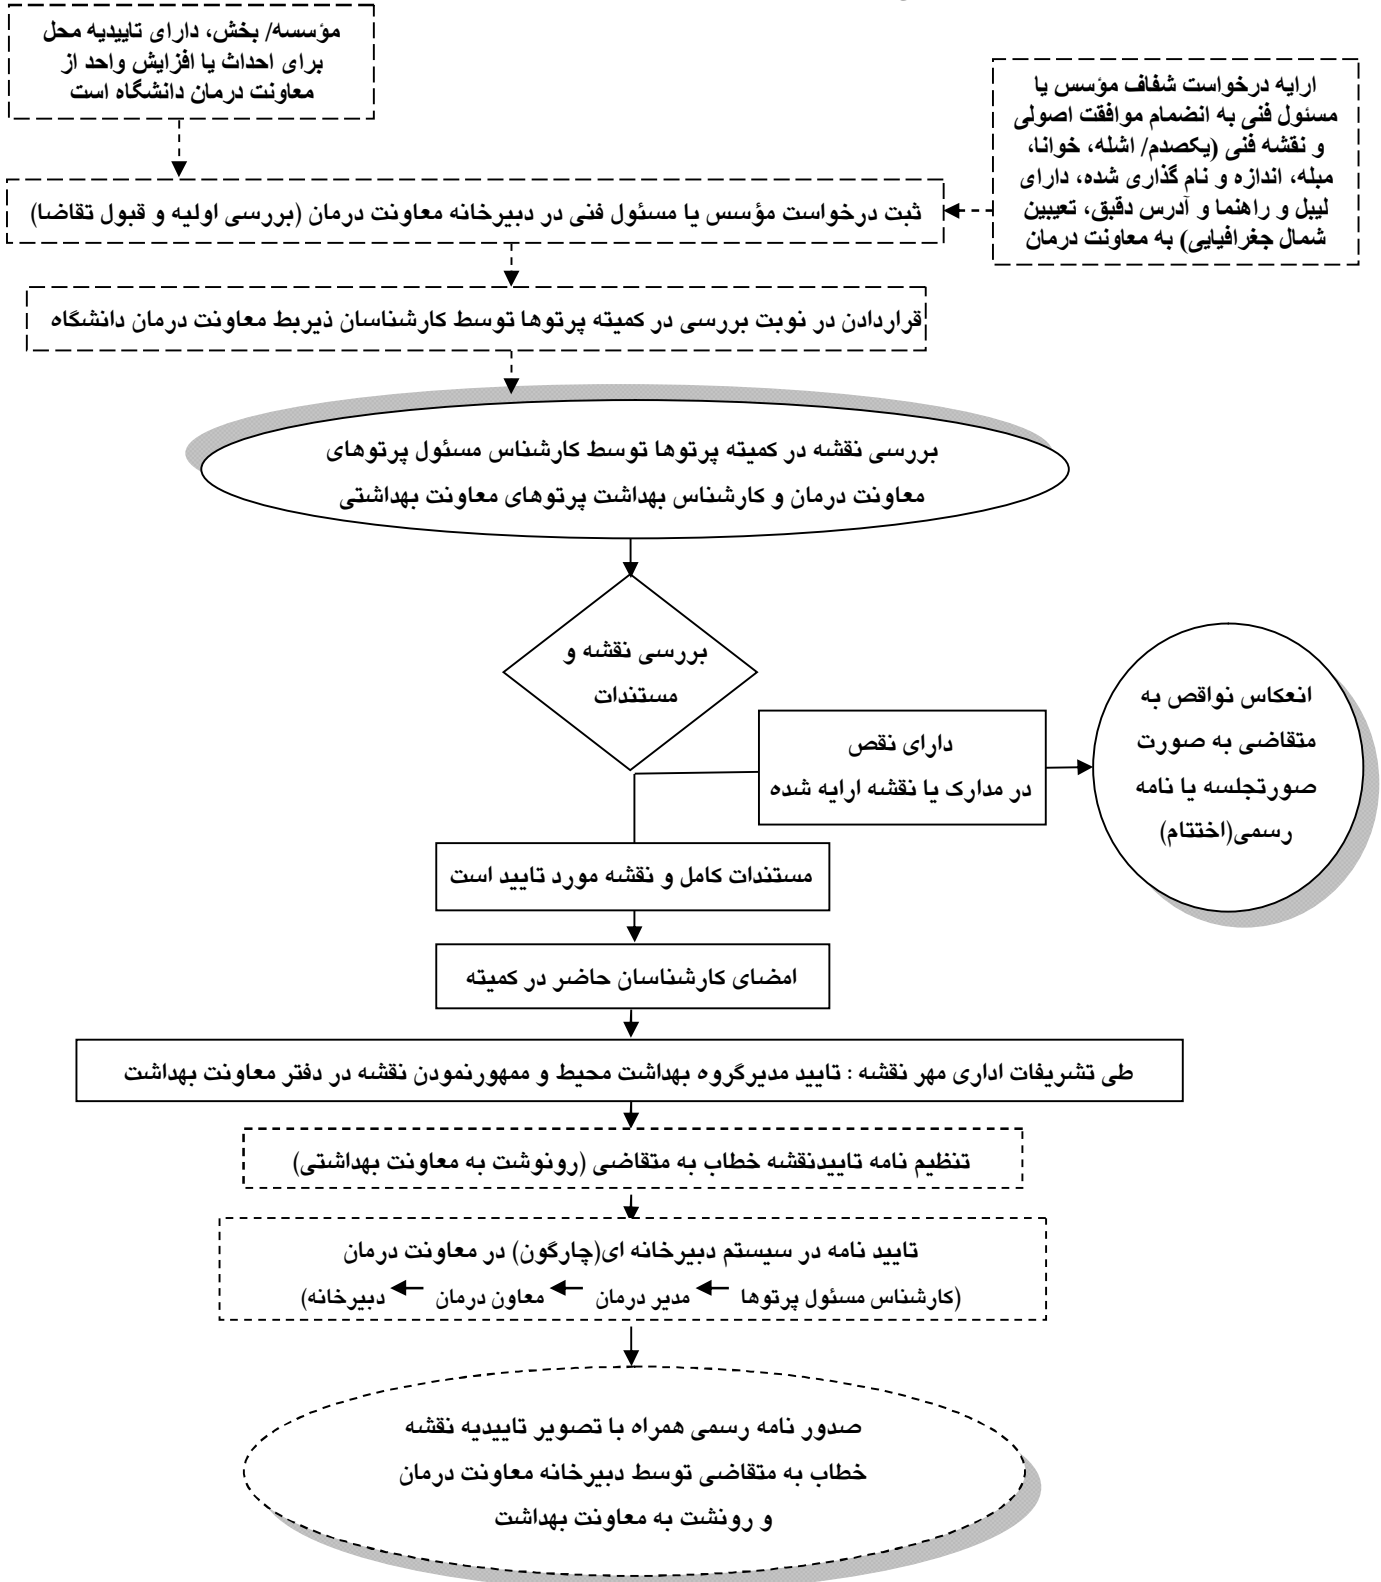 مؤسسه/ بخش، دارای تاییدیه محل
برای احداث یا افزایش واحد از
معاونت درمان دانشگاه است
ارایه درخواست شفاف مؤسس یا
مسئول فنی به انضمام موافقت اصولی
و نقشه فنی (یکصدم/ اشله، خوانا،
مبله، اندازه و نام گذاری شده، دارای
لیبل و راهنما و آدرس دقبق، تعیبین
شمال جغرافیایی) به معاونت درمان
ثبت درخواست مؤسس یا مسئول فنی در دبیرخانه معاونت درمان (بررسی اولیه و قبول تقاضا)
قراردادن در نوبت بررسی در کمیته پرتوها توسط کارشناسان ذیربط معاونت درمان دانشگاه
بررسی نقشه در کمیته پرتوها توسط کارشناس مسئول پرتوهای
معاونت درمان و کارشناس بهداشت پرتوهای معاونت بهداشتی
بررسی نقشه و
مستندات
دارای نقص
در مدارک یا نقشه ارایه شده
انعکاس نواقص به
متقاضی به صورت
صورتجلسه یا نامه
رسمی(اختتام)
مستندات کامل و نقشه مورد تایید است
امضای کارشناسان حاضر در کمیته
طی تشریفات اداری مهر نقشه : تایید مدیرگروه بهداشت محیط و ممهورنمودن نقشه در دفتر معاونت بهداشت
تنظیم نامه تاییدنقشه خطاب به متقاضی (رونوشت به معاونت بهداشتی)
تایید نامه در سیستم دبیرخانه ای(چارگون) در معاونت درمان
(کارشناس مسئول پرتوها ← مدیر درمان ← معاون درمان ← دبیرخانه)
صدور نامه رسمی همراه با تصویر تاییدیه نقشه
خطاب به متقاضی توسط دبیرخانه معاونت درمان
و رونشت به معاونت بهداشت